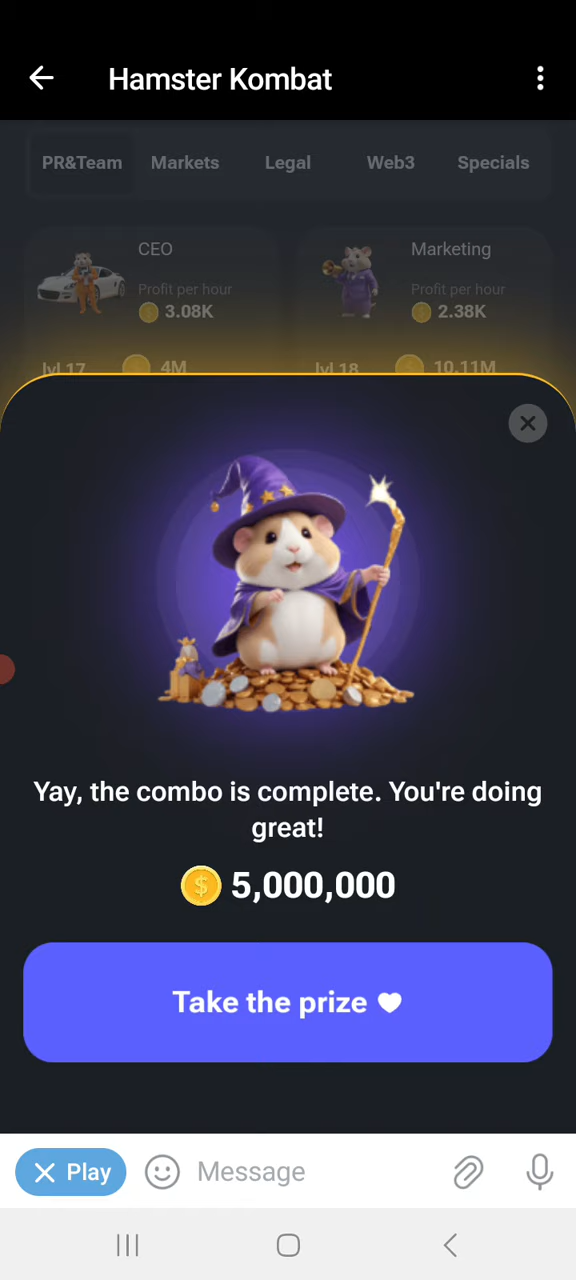 Hamster Kombat
PR&Team Markets Legal Web3 Specials
CEO
Profit per hour
3.08K
lvl 17 4M
Marketing
Profit per hour
2.38K
lvl 18 10.11M
Yay, the combo is complete. You're doing
great!
5,000,000
Take the prize
Play Message